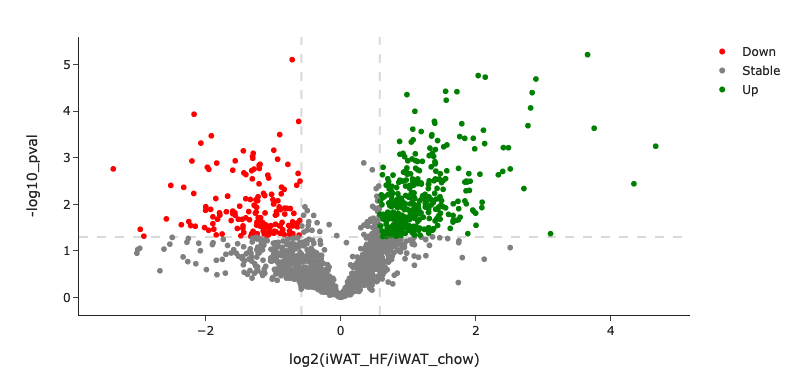 5
4
3
2
1
0
-log10_pval
−2
0
2
4
log2(iWAT_HF/iWAT_chow)
Down
Stable
Up